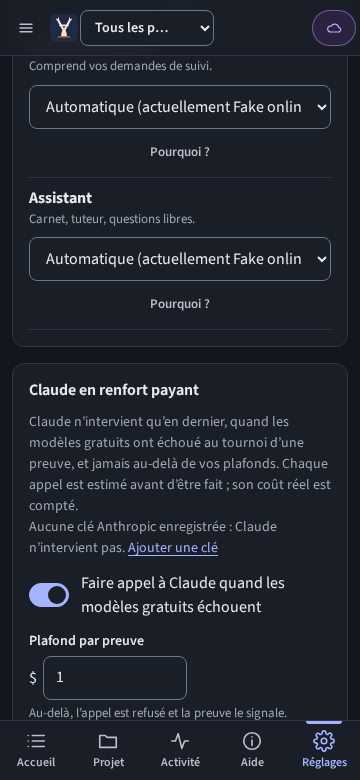 Tous les p…
Comprend vos demandes de suivi.
Automatique (actuellement Fake onlin
Pourquoi ?
Assistant
Carnet, tuteur, questions libres.
Automatique (actuellement Fake onlin
Pourquoi ?
Claude en renfort payant
Claude n’intervient qu’en dernier, quand les
modèles gratuits ont échoué au tournoi d’une
preuve, et jamais au-delà de vos plafonds. Chaque
appel est estimé avant d’être fait ; son coût réel est
compté.
Aucune clé Anthropic enregistrée : Claude
n’intervient pas. Ajouter une clé
Faire appel à Claude quand les
modèles gratuits échouent
Plafond par preuve
$ 1
Au-delà, l’appel est refusé et la preuve le signale.
Accueil Projet Activité Aide Réglages